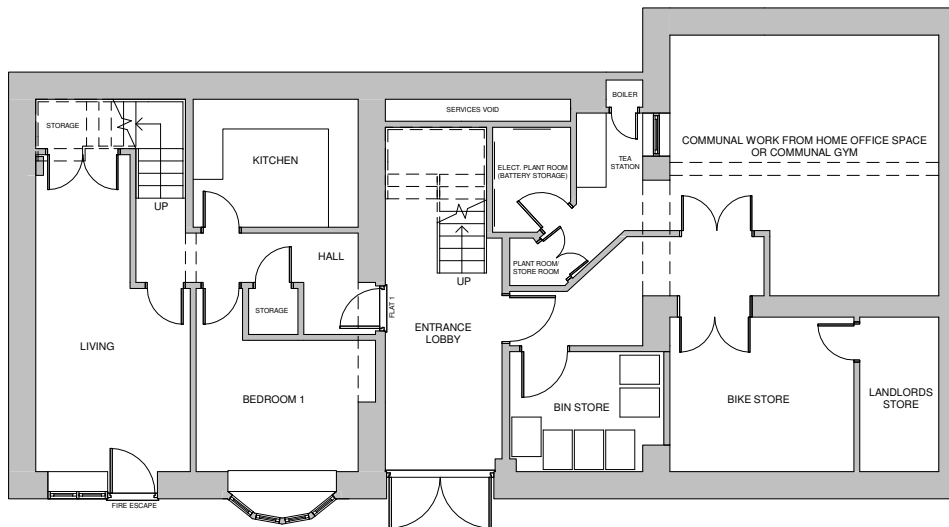 SERVICES VOID
BOILER
STORAGE
KITCHEN
ELECT. PLANT ROOM
(BATTERY STORAGE)
TEA
STATION
COMMUNAL WORK FROM HOME OFFICE SPACE
OR COMMUNAL GYM
UP
HALL
PLANT ROOM/
STORE ROOM
UP
STORAGE
FLAT 1
LIVING
ENTRANCE
LOBBY
BEDROOM 1
BIN STORE
BIKE STORE
LANDLORDS
STORE
FIRE ESCAPE